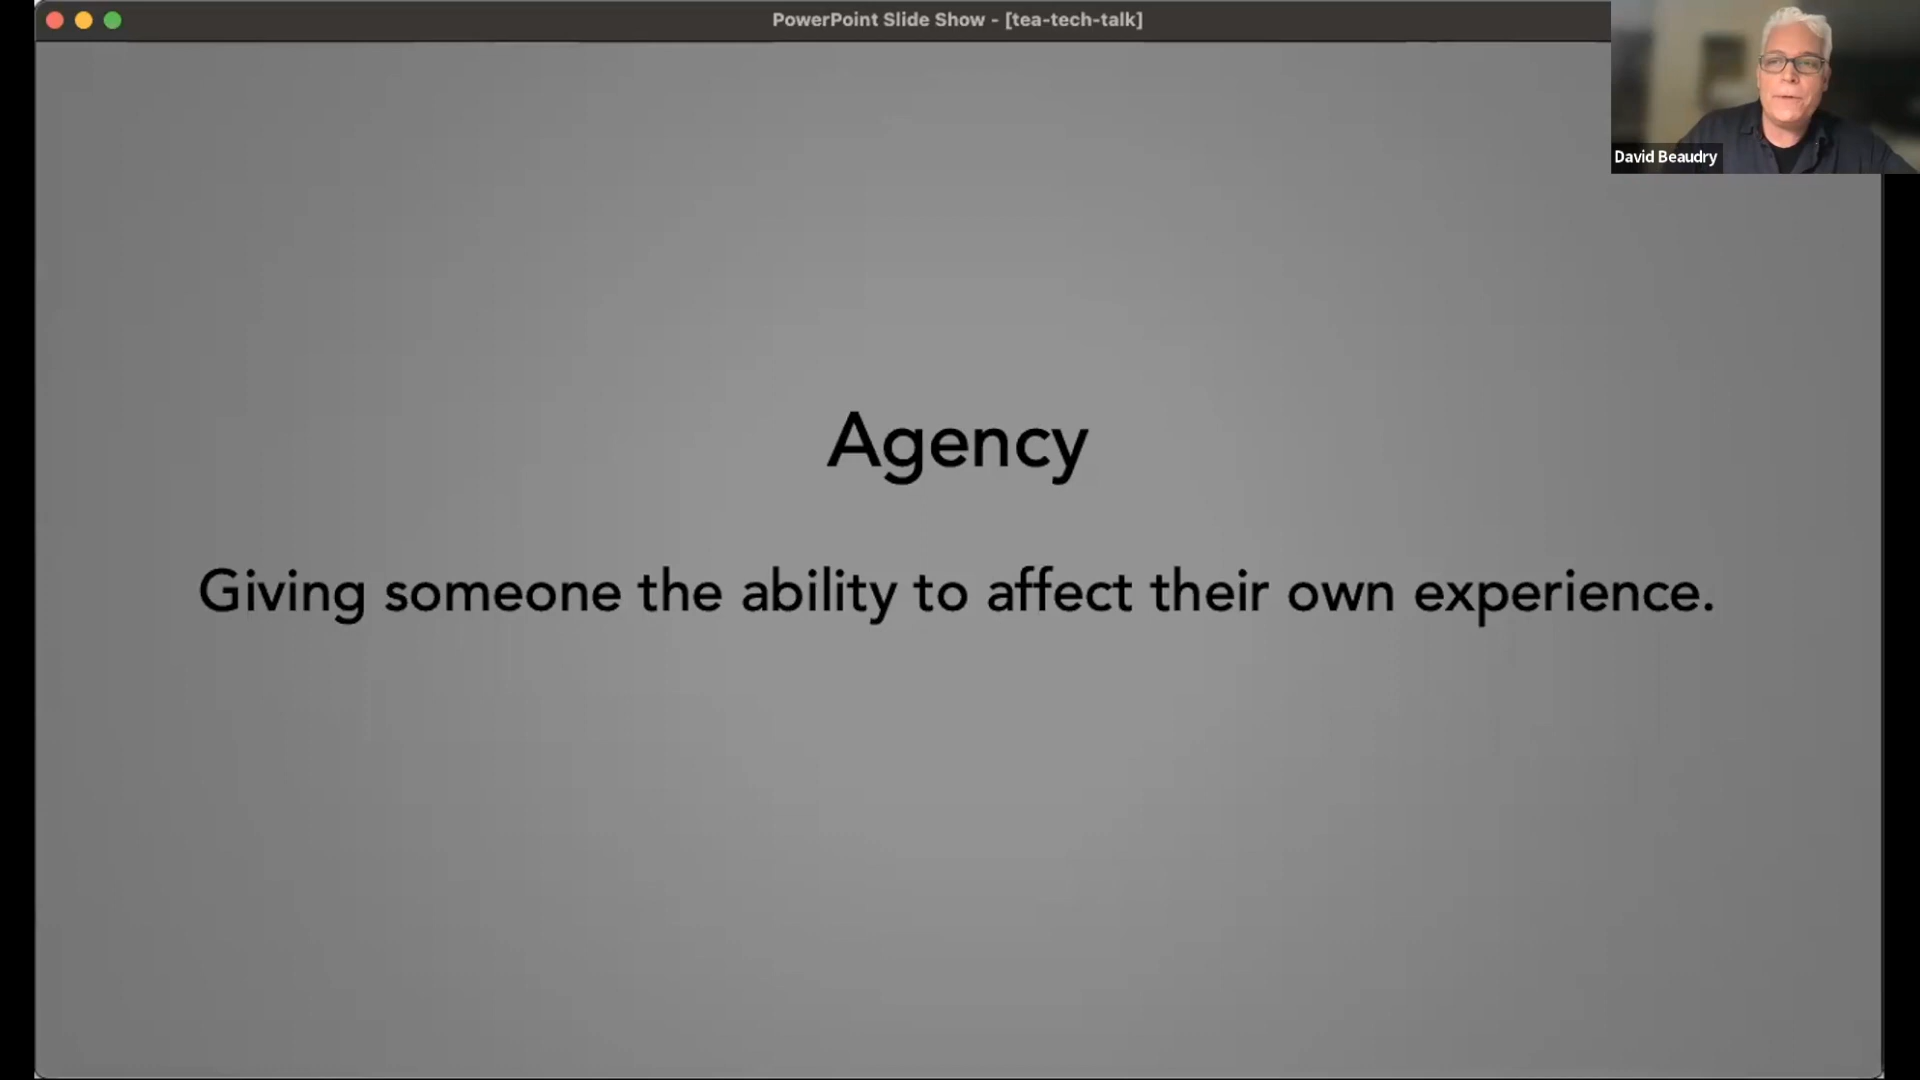 PowerPoint Slide Show - [tea-tech-talk]
David Beaudry
Agency
Giving someone the ability to affect their own experience.